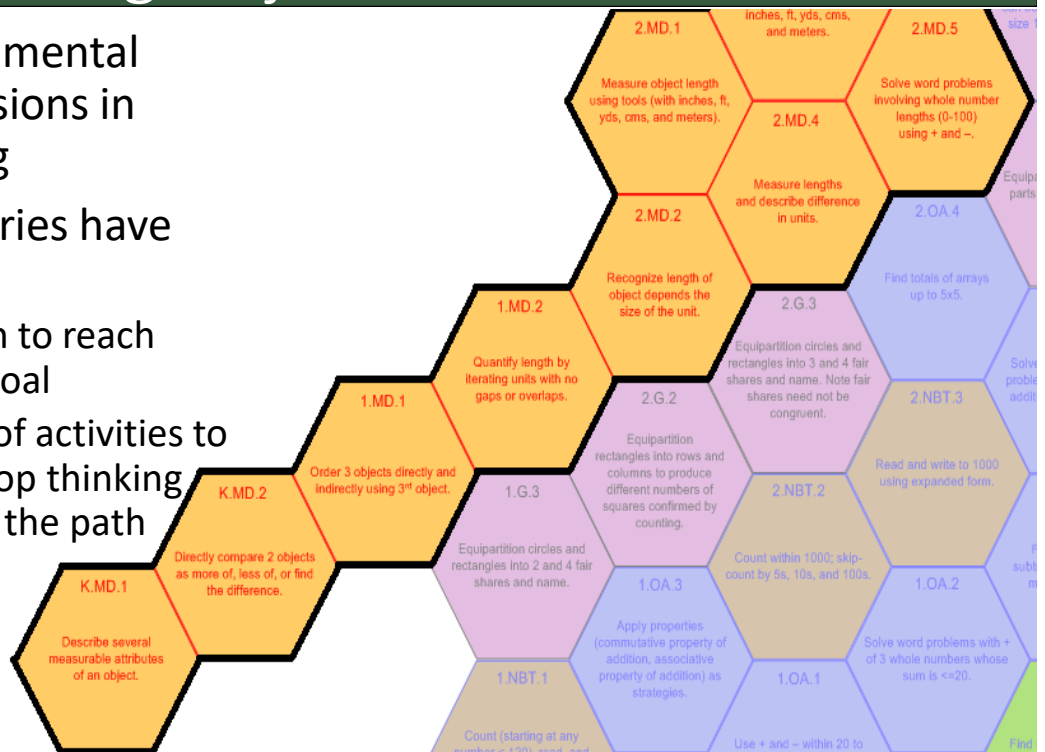 mental
sions in
g
ries have
n to reach
oal
of activities to
op thinking
the path
2.MD.1
Measure object length
using tools (with inches, ft,
yds, cms, and meters).
inches, ft, yds, cms,
and meters.
2.MD.5
Solve word problems
involving whole number
lengths (0-100)
using + and –.
size 1
2.MD.4
Measure lengths
and describe difference
in units.
Equipa
parts
2.MD.2
Recognize length of
object depends the
size of the unit.
2.OA.4
Find totals of arrays
up to 5x5.
1.MD.2
Quantify length by
iterating units with no
gaps or overlaps.
2.G.3
Equipartition circles and
rectangles into 3 and 4 fair
shares and name. Note fair
shares need not be
congruent.
Solve
proble
additi
1.MD.1
Order 3 objects directly and
indirectly using 3rd object.
2.G.2
Equipartition
rectangles into rows and
columns to produce
different numbers of
squares confirmed by
counting.
2.NBT.3
Read and write to 1000
using expanded form.
K.MD.2
Directly compare 2 objects
as more of, less of, or find
the difference.
1.G.3
Equipartition circles and
rectangles into 2 and 4 fair
shares and name.
2.NBT.2
Count within 1000; skip-
count by 5s, 10s, and 100s.
F
subt
m
K.MD.1
Describe several
measurable attributes
of an object.
1.OA.3
Apply properties
(commutative property of
addition, associative
property of addition) as
strategies.
1.OA.2
Solve word problems with +
of 3 whole numbers whose
sum is <=20.
1.NBT.1
Count (starting at any
1.OA.1
Use + and – within 20 to
Find